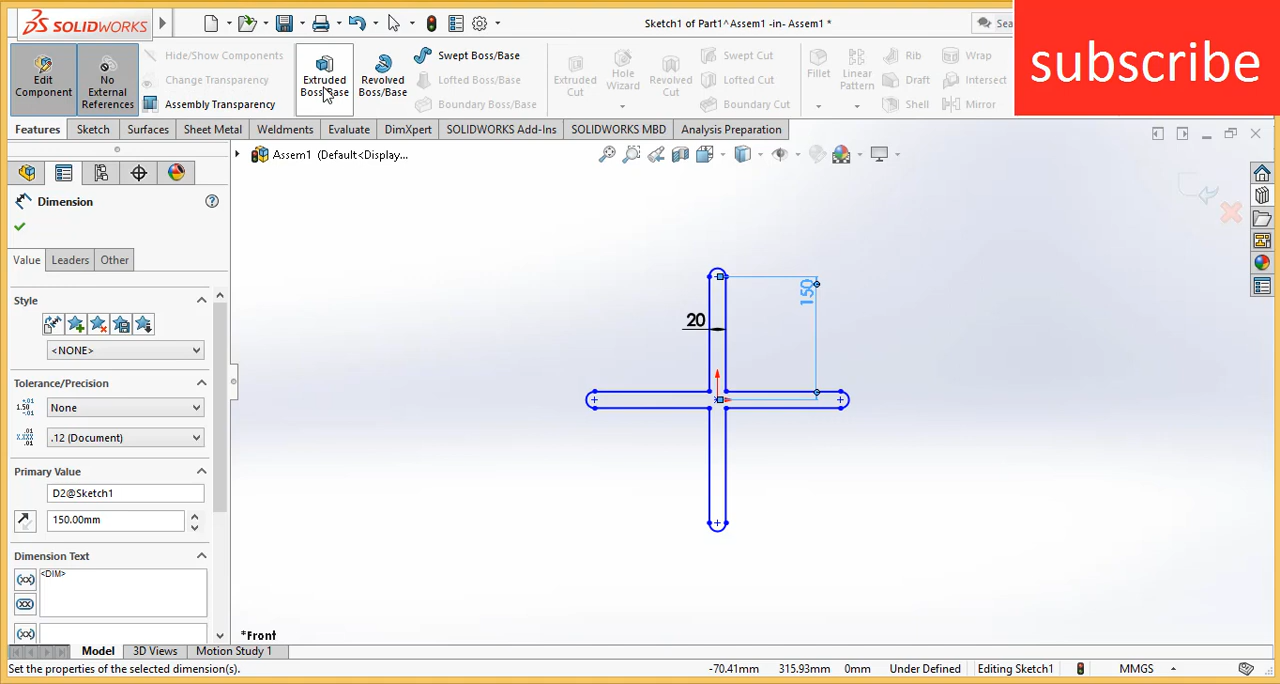 SOLIDWORKS
Sketch1 of Part1^Assem1 -in- Assem1 *
Sea
subscribe
Edit Component
No External References
Hide/Show Components
Change Transparency
Assembly Transparency
Extruded Boss/Base
Revolved Boss/Base
Swept Boss/Base
Lofted Boss/Base
Boundary Boss/Base
Extruded Cut
Hole Wizard
Revolved Cut
Swept Cut
Lofted Cut
Boundary Cut
Fillet
Linear Pattern
Rib
Draft
Shell
Wrap
Intersect
Mirror
Features Sketch Surfaces Sheet Metal Weldments Evaluate DimXpert SOLIDWORKS Add-Ins SOLIDWORKS MBD Analysis Preparation
Assem1 (Default<Display...
Dimension
Value Leaders Other
Style
<NONE>
Tolerance/Precision
None
.12 (Document)
Primary Value
D2@Sketch1
150.00mm
Dimension Text
<DIM>
150
20
*Front
Model 3D Views Motion Study 1
Set the properties of the selected dimension(s).
-70.41mm 315.93mm 0mm Under Defined Editing Sketch1 MMGS